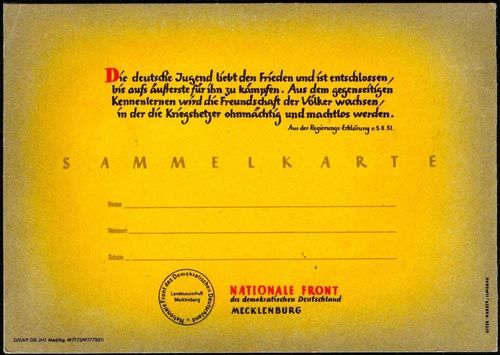 Die deutsche Jugend liebt den Frieden und ist entschlossen,
bis aufs äußerste für ihn zu kämpfen. Aus dem gegenseitigen
Kennenlernen wird die Freundschaft der Völker wachsen,
in der die Kriegshetzer ohnmächtig und machtlos werden.
Aus der Regierungs-Erklärung v. 5. 8. 51.
SAMMELKARTE
Name
Wohnort
Schule
Nationale Front des Demokratischen Deutschland
Landesausschuß
Mecklenburg
NATIONALE FRONT
des demokratischen Deutschland
MECKLENBURG